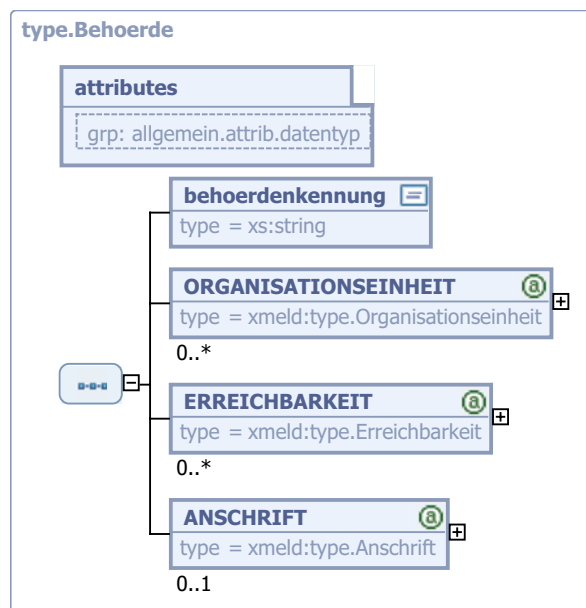 type.Behoerde
attributes
grp: allgemein.attrib.datentyp
behoerdenkennung
type = xs:string
ORGANISATIONSEINHEIT
type = xmeld:type.Organisationseinheit
0..*
ERREICHBARKEIT
type = xmeld:type.Erreichbarkeit
0..*
ANSCHRIFT
type = xmeld:type.Anschrift
0..1